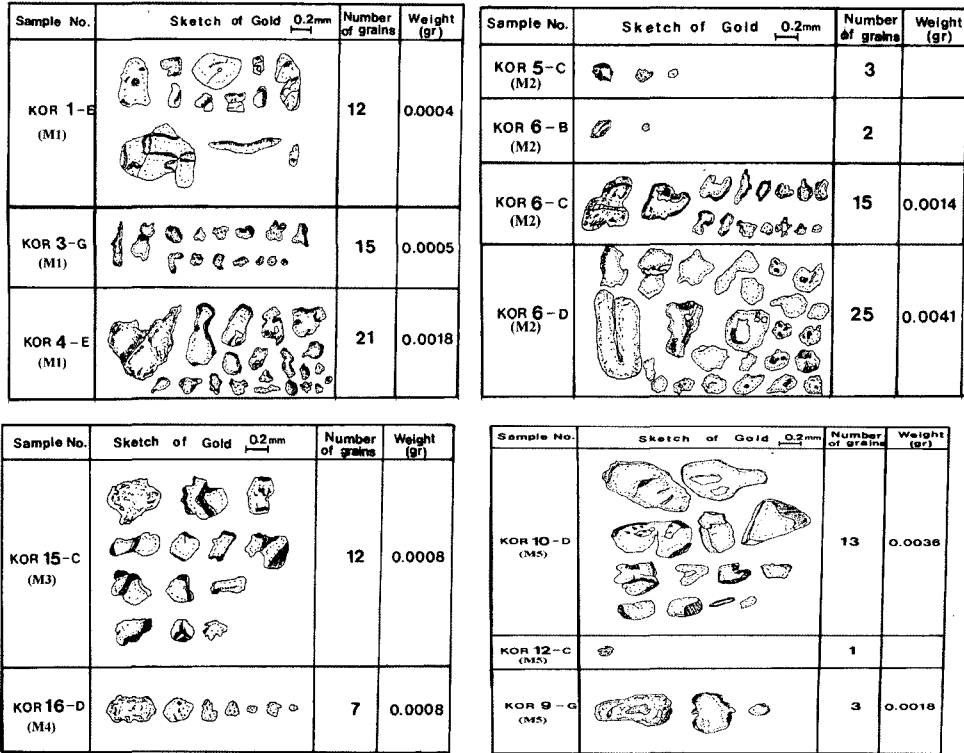 Sample No. Sketch of Gold 0.2mm Number of grains Weight (gr)
KOR 1-E (M1) 12 0.0004
KOR 3-G (M1) 15 0.0005
KOR 4-E (M1) 21 0.0018
Sample No. Sketch of Gold 0.2mm Number of grains Weight (gr)
KOR 5-C (M2) 3
KOR 6-B (M2) 2
KOR 6-C (M2) 15 0.0014
KOR 6-D (M2) 25 0.0041
Sample No. Sketch of Gold 0.2mm Number of grains Weight (gr)
KOR 15-C (M3) 12 0.0008
KOR 16-D (M4) 7 0.0008
Sample No. Sketch of Gold 0.2mm Number of grains Weight (gr)
KOR 10-D (M5) 13 0.0036
KOR 12-C (M5) 1
KOR 9-G (M5) 3 0.0018